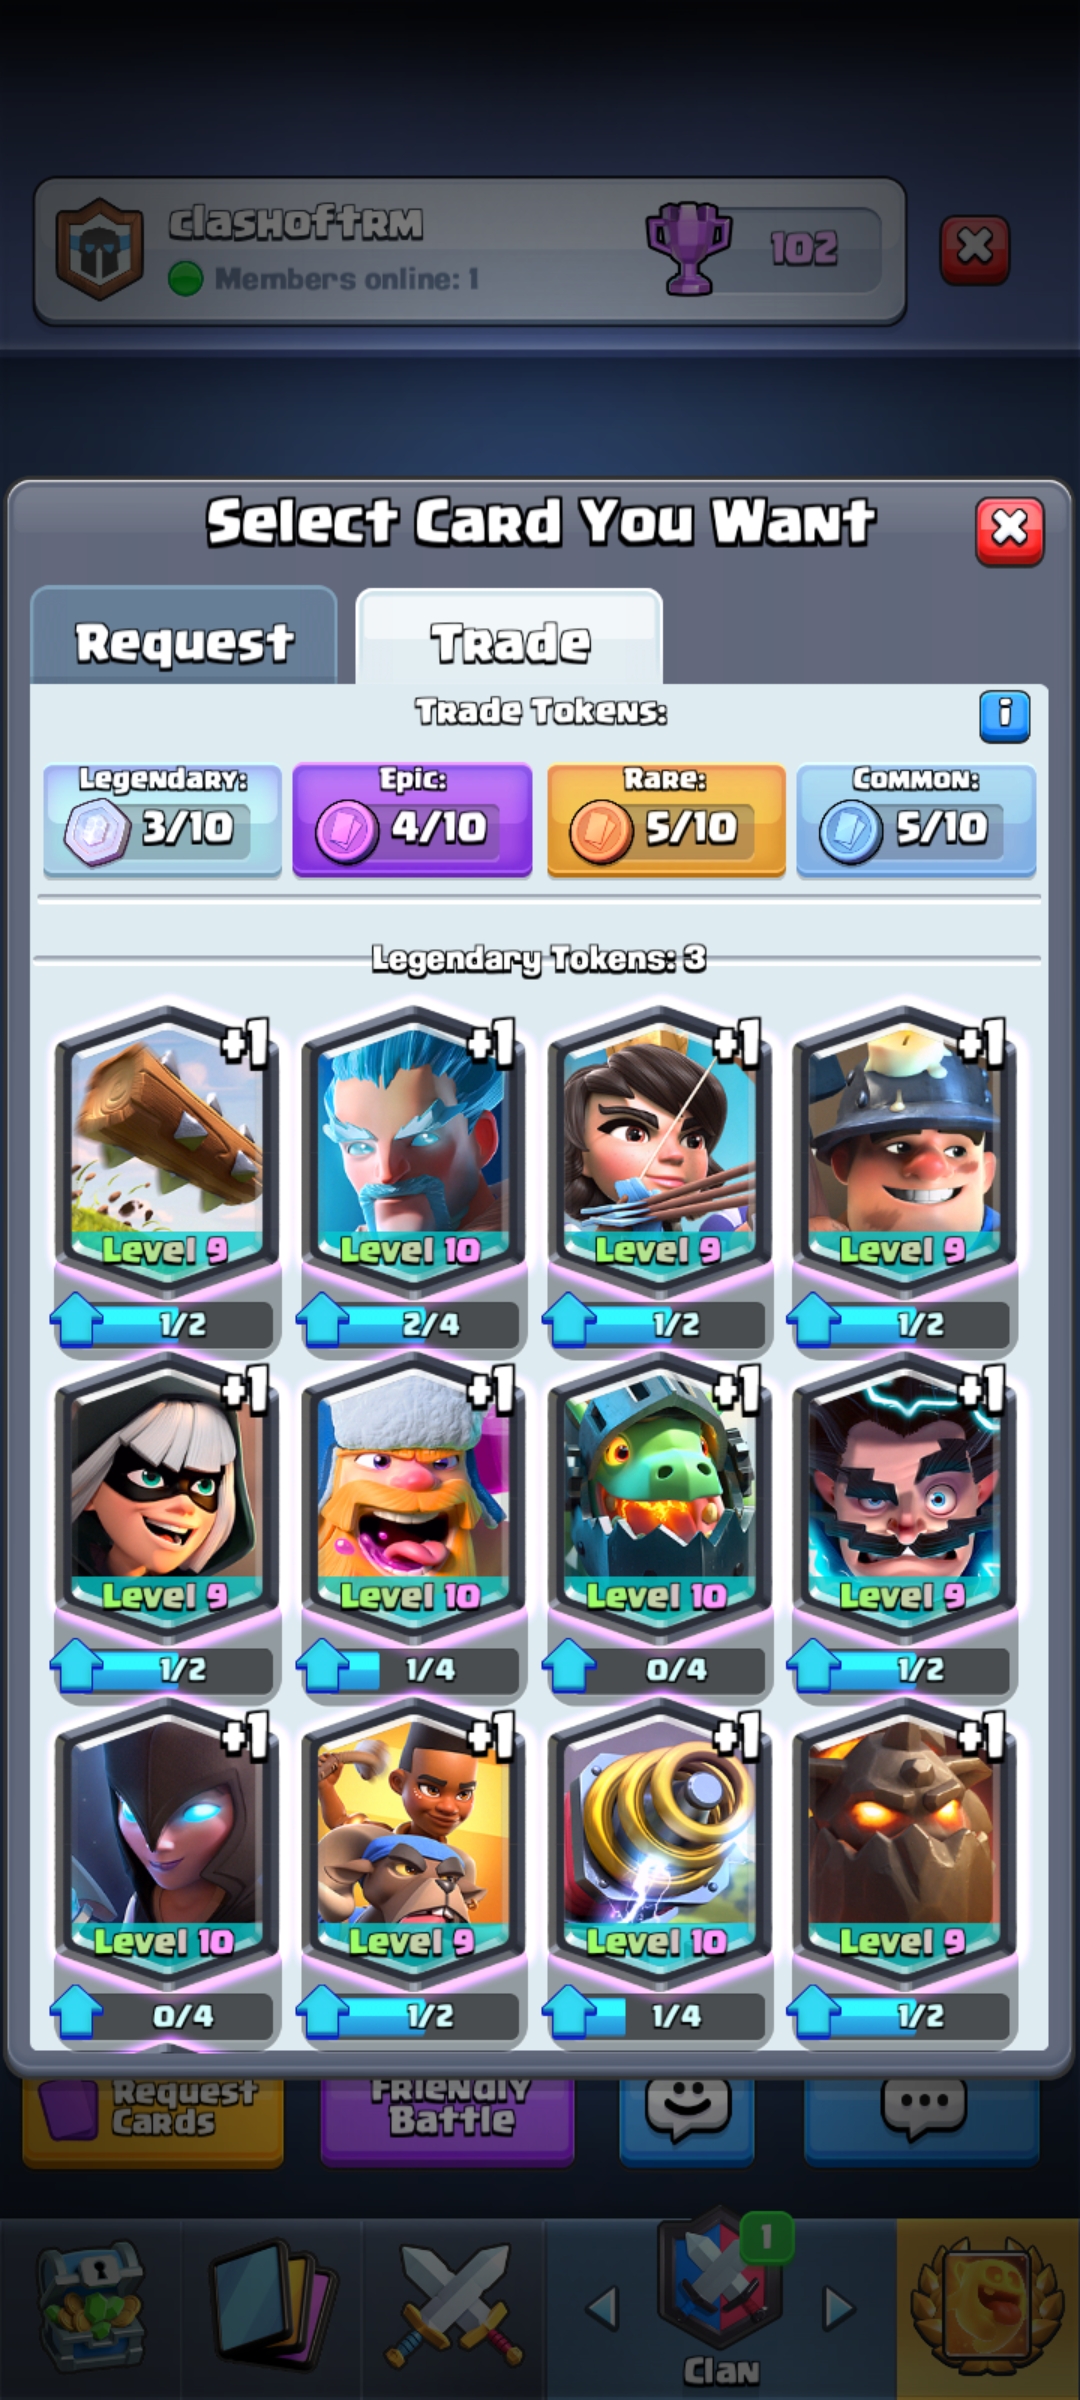 clashoftrm
Members online: 1
102
Select Card You Want
Request
Trade
Trade Tokens:
i
Legendary: Epic: Rare: Common:
3/10 4/10 5/10 5/10
Legendary Tokens: 3
+1 +1 +1 +1
Level 9 Level 10 Level 9 Level 9
1/2 2/4 1/2 1/2
+1 +1 +1 +1
Level 9 Level 10 Level 10 Level 9
1/2 1/4 0/4 1/2
+1 +1 +1 +1
Level 10 Level 9 Level 10 Level 9
0/4 1/2 1/4 1/2
Request
Cards
Friendly
Battle
1
Clan